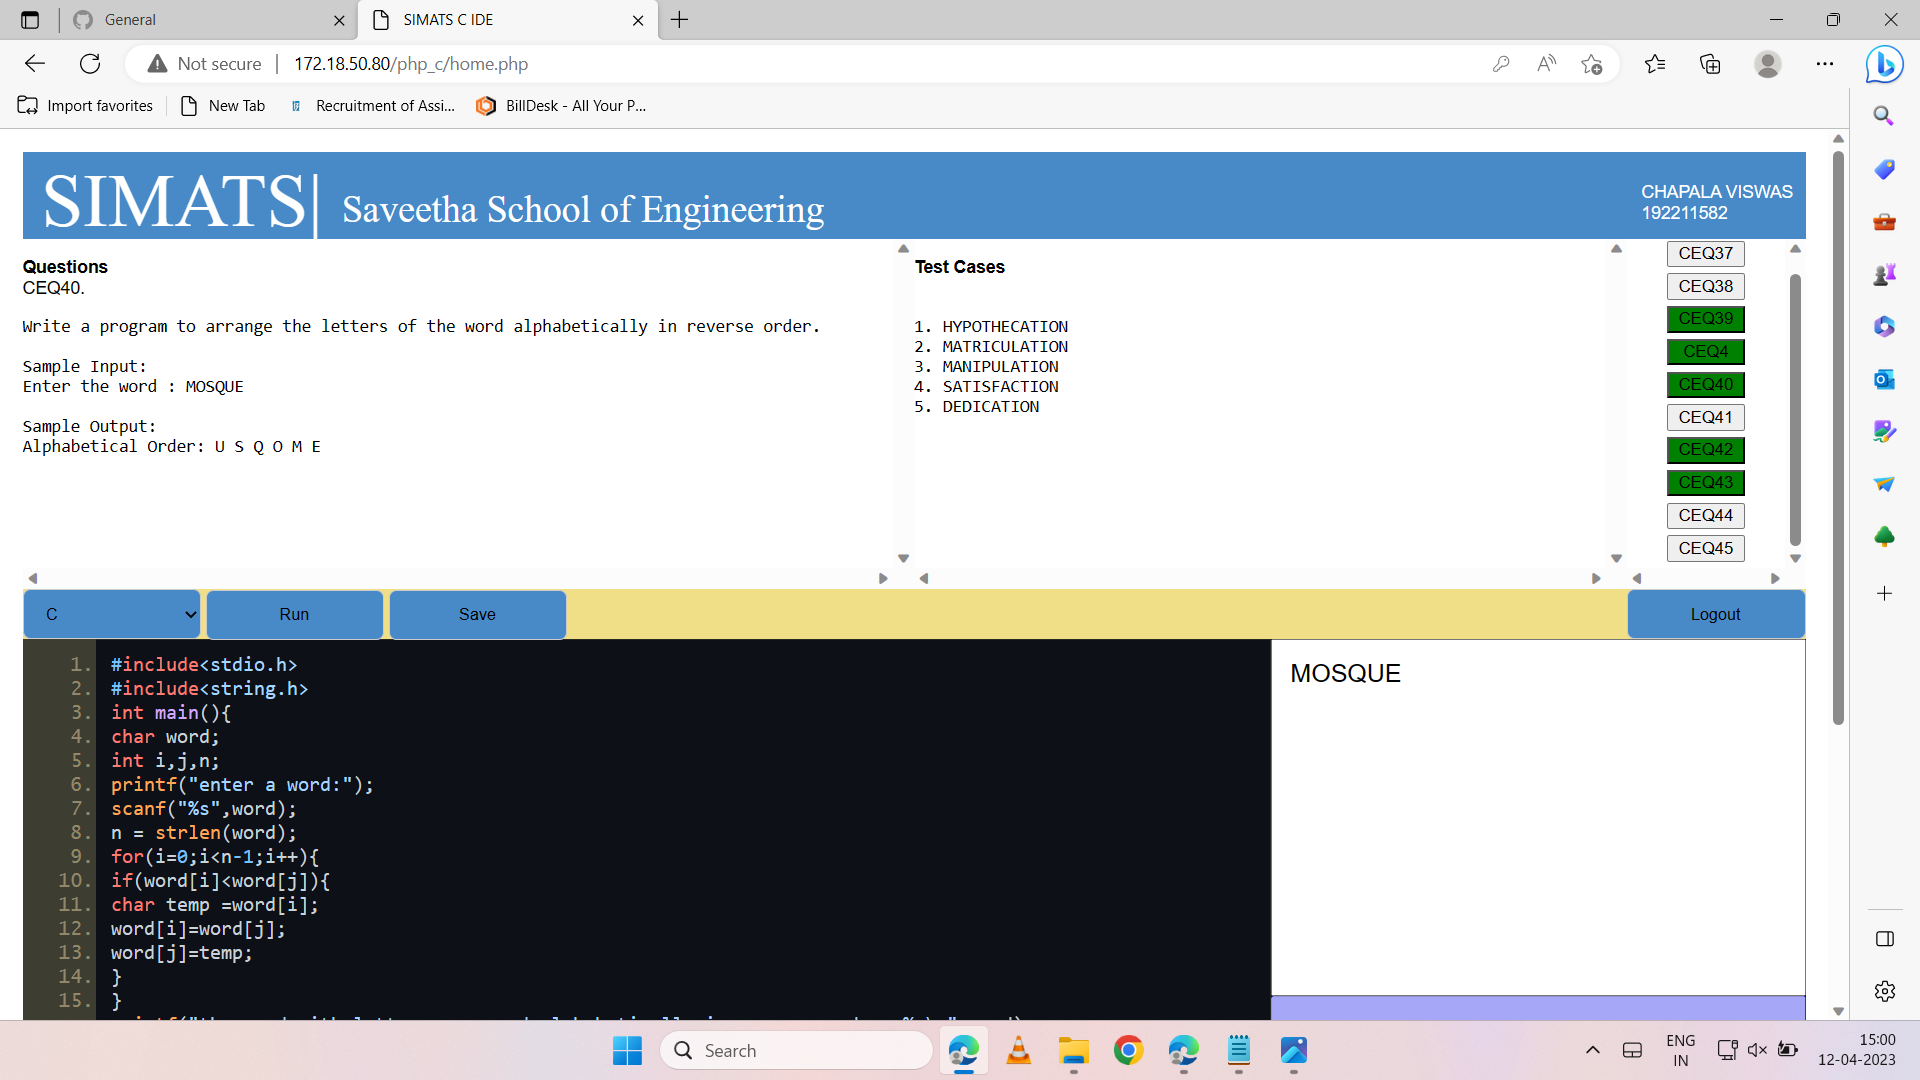 General
SIMATS C IDE
Not secure
172.18.50.80/php_c/home.php
Import favorites
New Tab
Recruitment of Assi...
BillDesk - All Your P...
SIMATS| Saveetha School of Engineering
CHAPALA VISWAS
192211582
Questions
CEQ40.
Write a program to arrange the letters of the word alphabetically in reverse order.
Sample Input:
Enter the word : MOSQUE
Sample Output:
Alphabetical Order: U S Q O M E
Test Cases
1. HYPOTHECATION
2. MATRICULATION
3. MANIPULATION
4. SATISFACTION
5. DEDICATION
CEQ37
CEQ38
CEQ39
CEQ4
CEQ40
CEQ41
CEQ42
CEQ43
CEQ44
CEQ45
C
Run
Save
Logout
1. #include<stdio.h>
2. #include<string.h>
3. int main(){
4. char word;
5. int i,j,n;
6. printf("enter a word:");
7. scanf("%s",word);
8. n = strlen(word);
9. for(i=0;i<n-1;i++){
10. if(word[i]<word[j]){
11. char temp =word[i];
12. word[i]=word[j];
13. word[j]=temp;
14. }
15. }
MOSQUE
Search
ENG
IN
15:00
12-04-2023